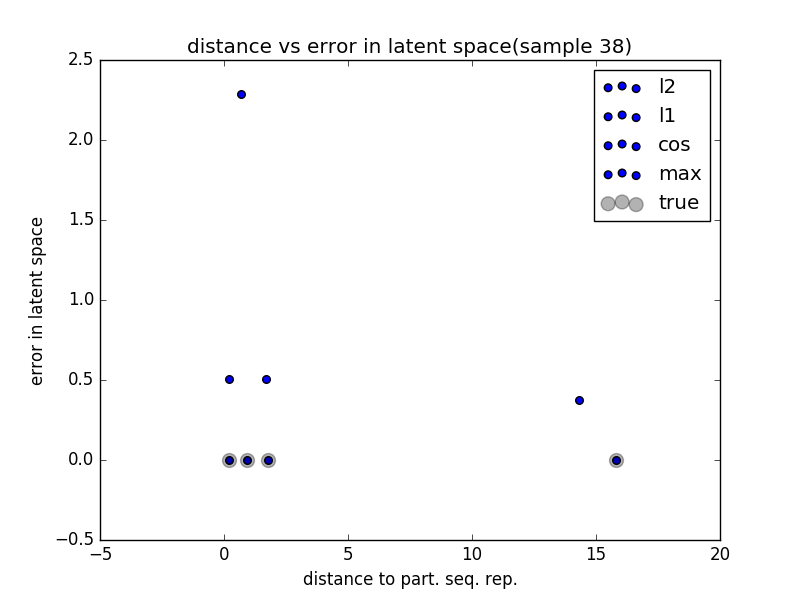 distance vs error in latent space(sample 38)
2.5
2.0
1.5
1.0
0.5
0.0
−0.5
error in latent space
l2
l1
cos
max
true
−5 0 5 10 15 20
distance to part. seq. rep.